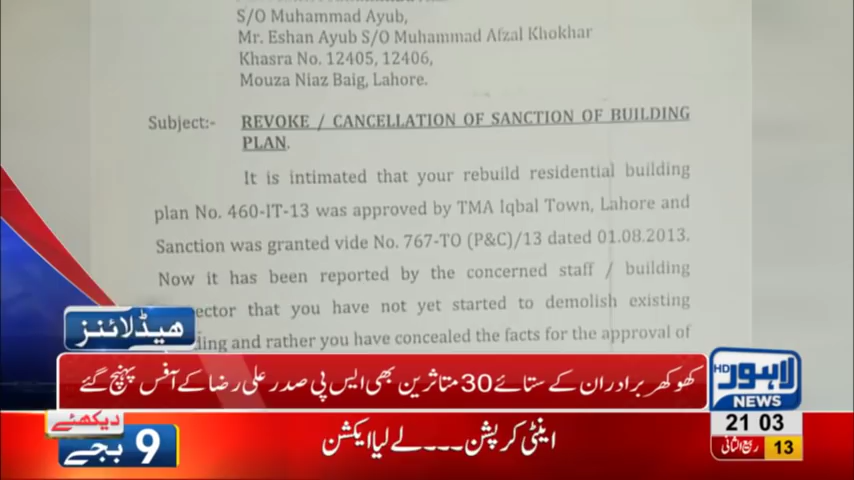 S/O Muhammad Ayub,
Mr. Eshan Ayub S/O Muhammad Afzal Khokhar
Khasra No. 12405, 12406,
Mouza Niaz Baig, Lahore.
Subject:- REVOKE / CANCELLATION OF SANCTION OF BUILDING
PLAN.
It is intimated that your rebuild residential building
plan No. 460-IT-13 was approved by TMA Iqbal Town, Lahore and
Sanction was granted vide No. 767-TO (P&C)/13 dated 01.08.2013.
Now it has been reported by the concerned staff / building
ector that you have not yet started to demolish existing
ding and rather you have concealed the facts for the approval of
ہیڈلائنز
کھوکھر برادران کے ستائے 30 متاثرین بھی ایس پی صدر علی رضا کے آفس پہنچ گئے
HD لاہور
NEWS
21 03
13 ربیع الثانی
دیکھئے
9 بجے
اینٹی کرپشن ۔۔۔ لے لیا ایکشن